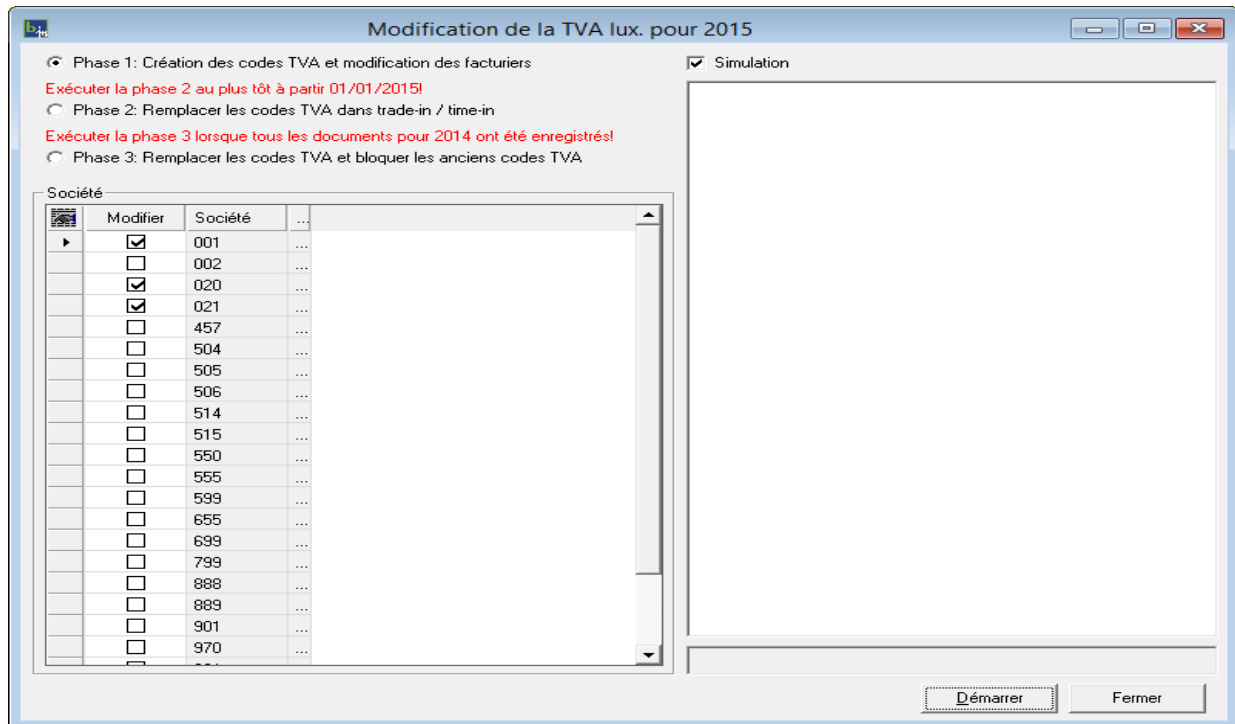 Modification de la TVA lux. pour 2015
Phase 1: Création des codes TVA et modification des facturiers
Simulation
Exécuter la phase 2 au plus tôt à partir 01/01/2015!
Phase 2: Remplacer les codes TVA dans trade-in / time-in
Exécuter la phase 3 lorsque tous les documents pour 2014 ont été enregistrés!
Phase 3: Remplacer les codes TVA et bloquer les anciens codes TVA
Société
Modifier Société ...
001 ...
002 ...
020 ...
021 ...
457 ...
504 ...
505 ...
506 ...
514 ...
515 ...
550 ...
555 ...
599 ...
655 ...
699 ...
799 ...
888 ...
889 ...
901 ...
970 ...
Démarrer Fermer